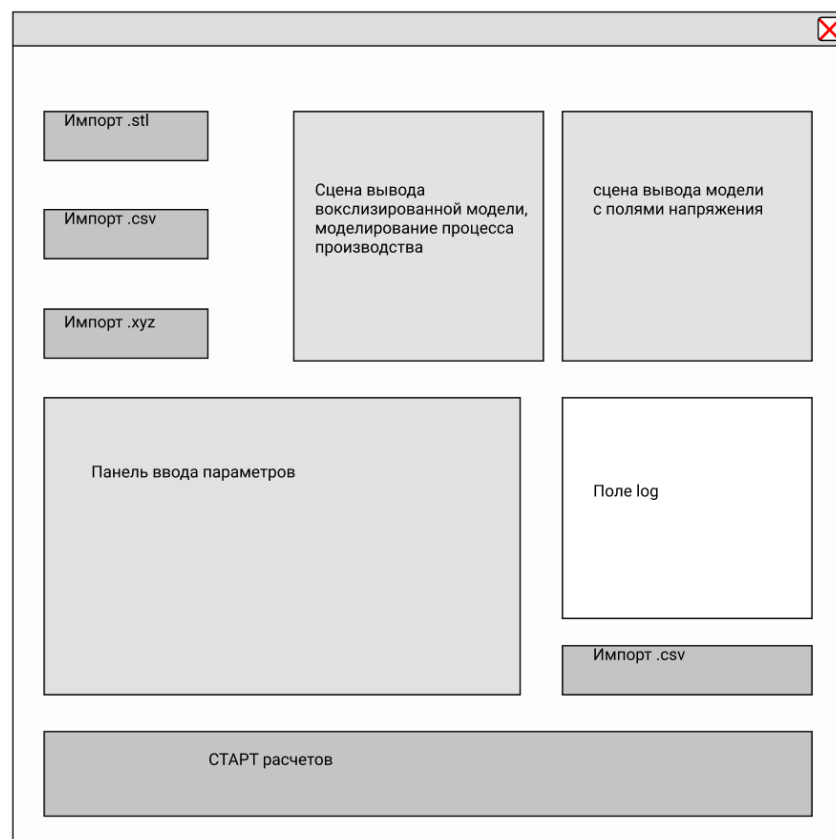 Импорт .stl
Импорт .csv
Импорт .xyz
Сцена вывода
вокслизированной модели,
моделирование процесса
производства
сцена вывода модели
с полями напряжения
Панель ввода параметров
Поле log
Импорт .csv
СТАРТ расчетов